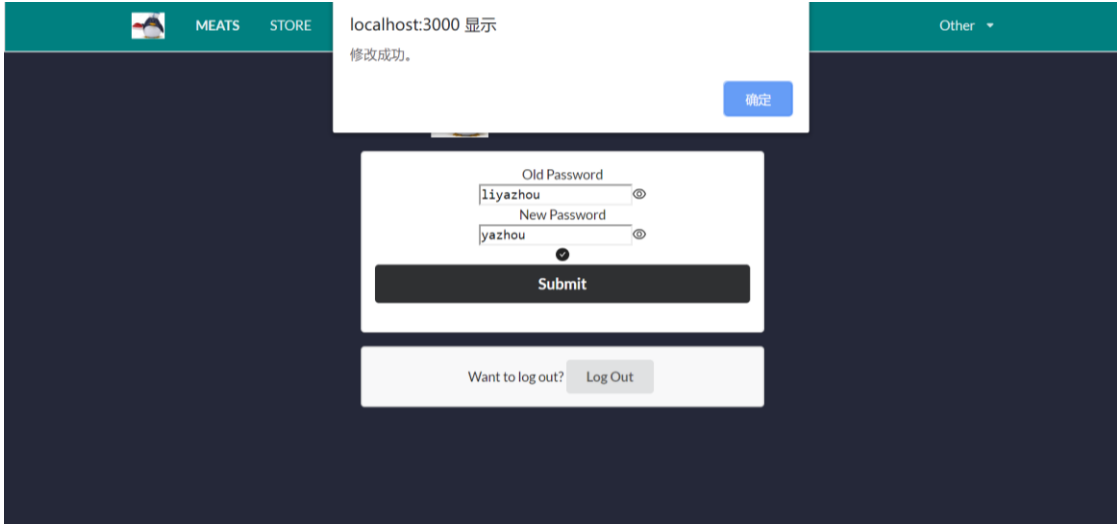 MEATS STORE Other
localhost:3000 显示
修改成功。
确定
Old Password
liyazhou
New Password
yazhou
Submit
Want to log out? Log Out